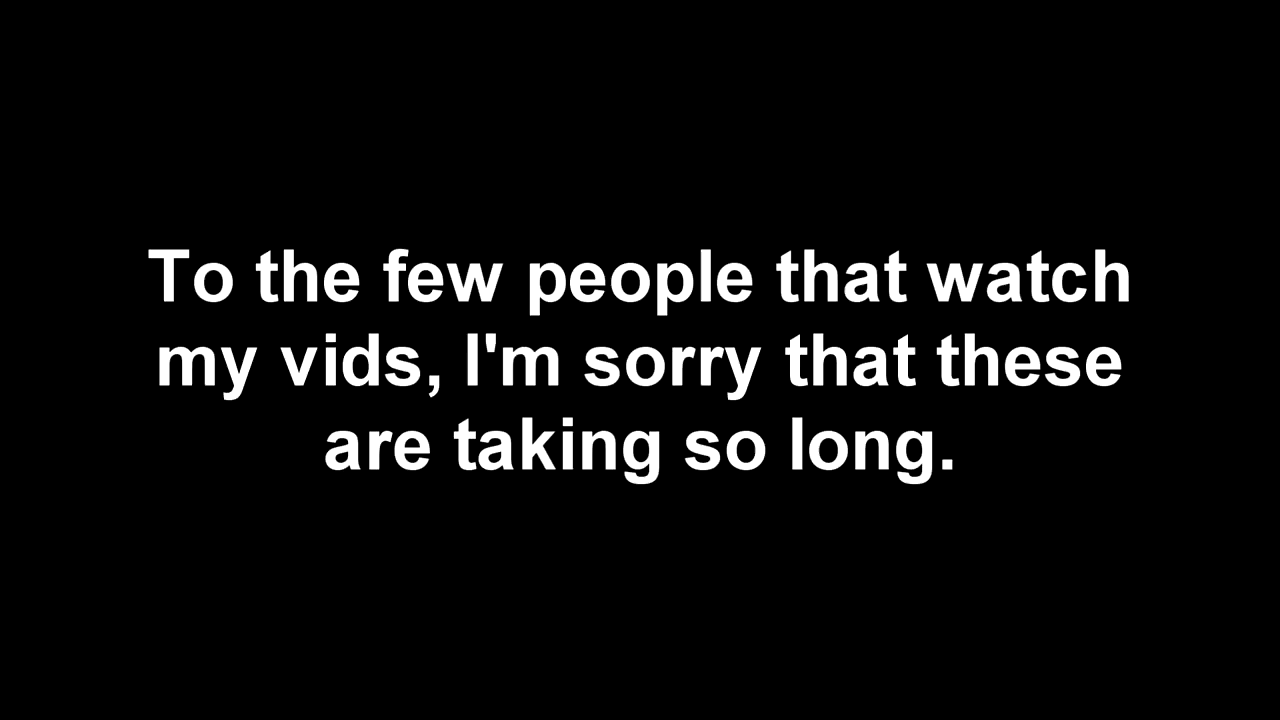 To the few people that watch
my vids, I'm sorry that these
are taking so long.